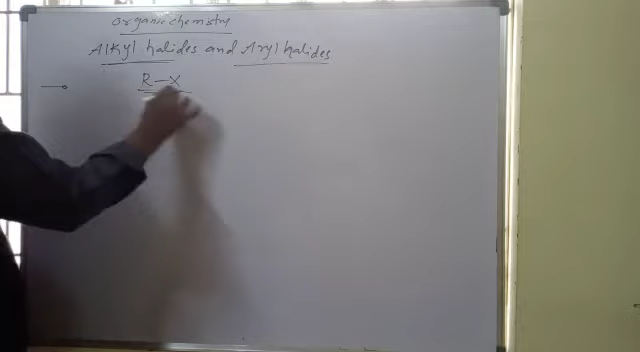 Organic chemistry
Alkyl halides and Aryl halides
→ R-X